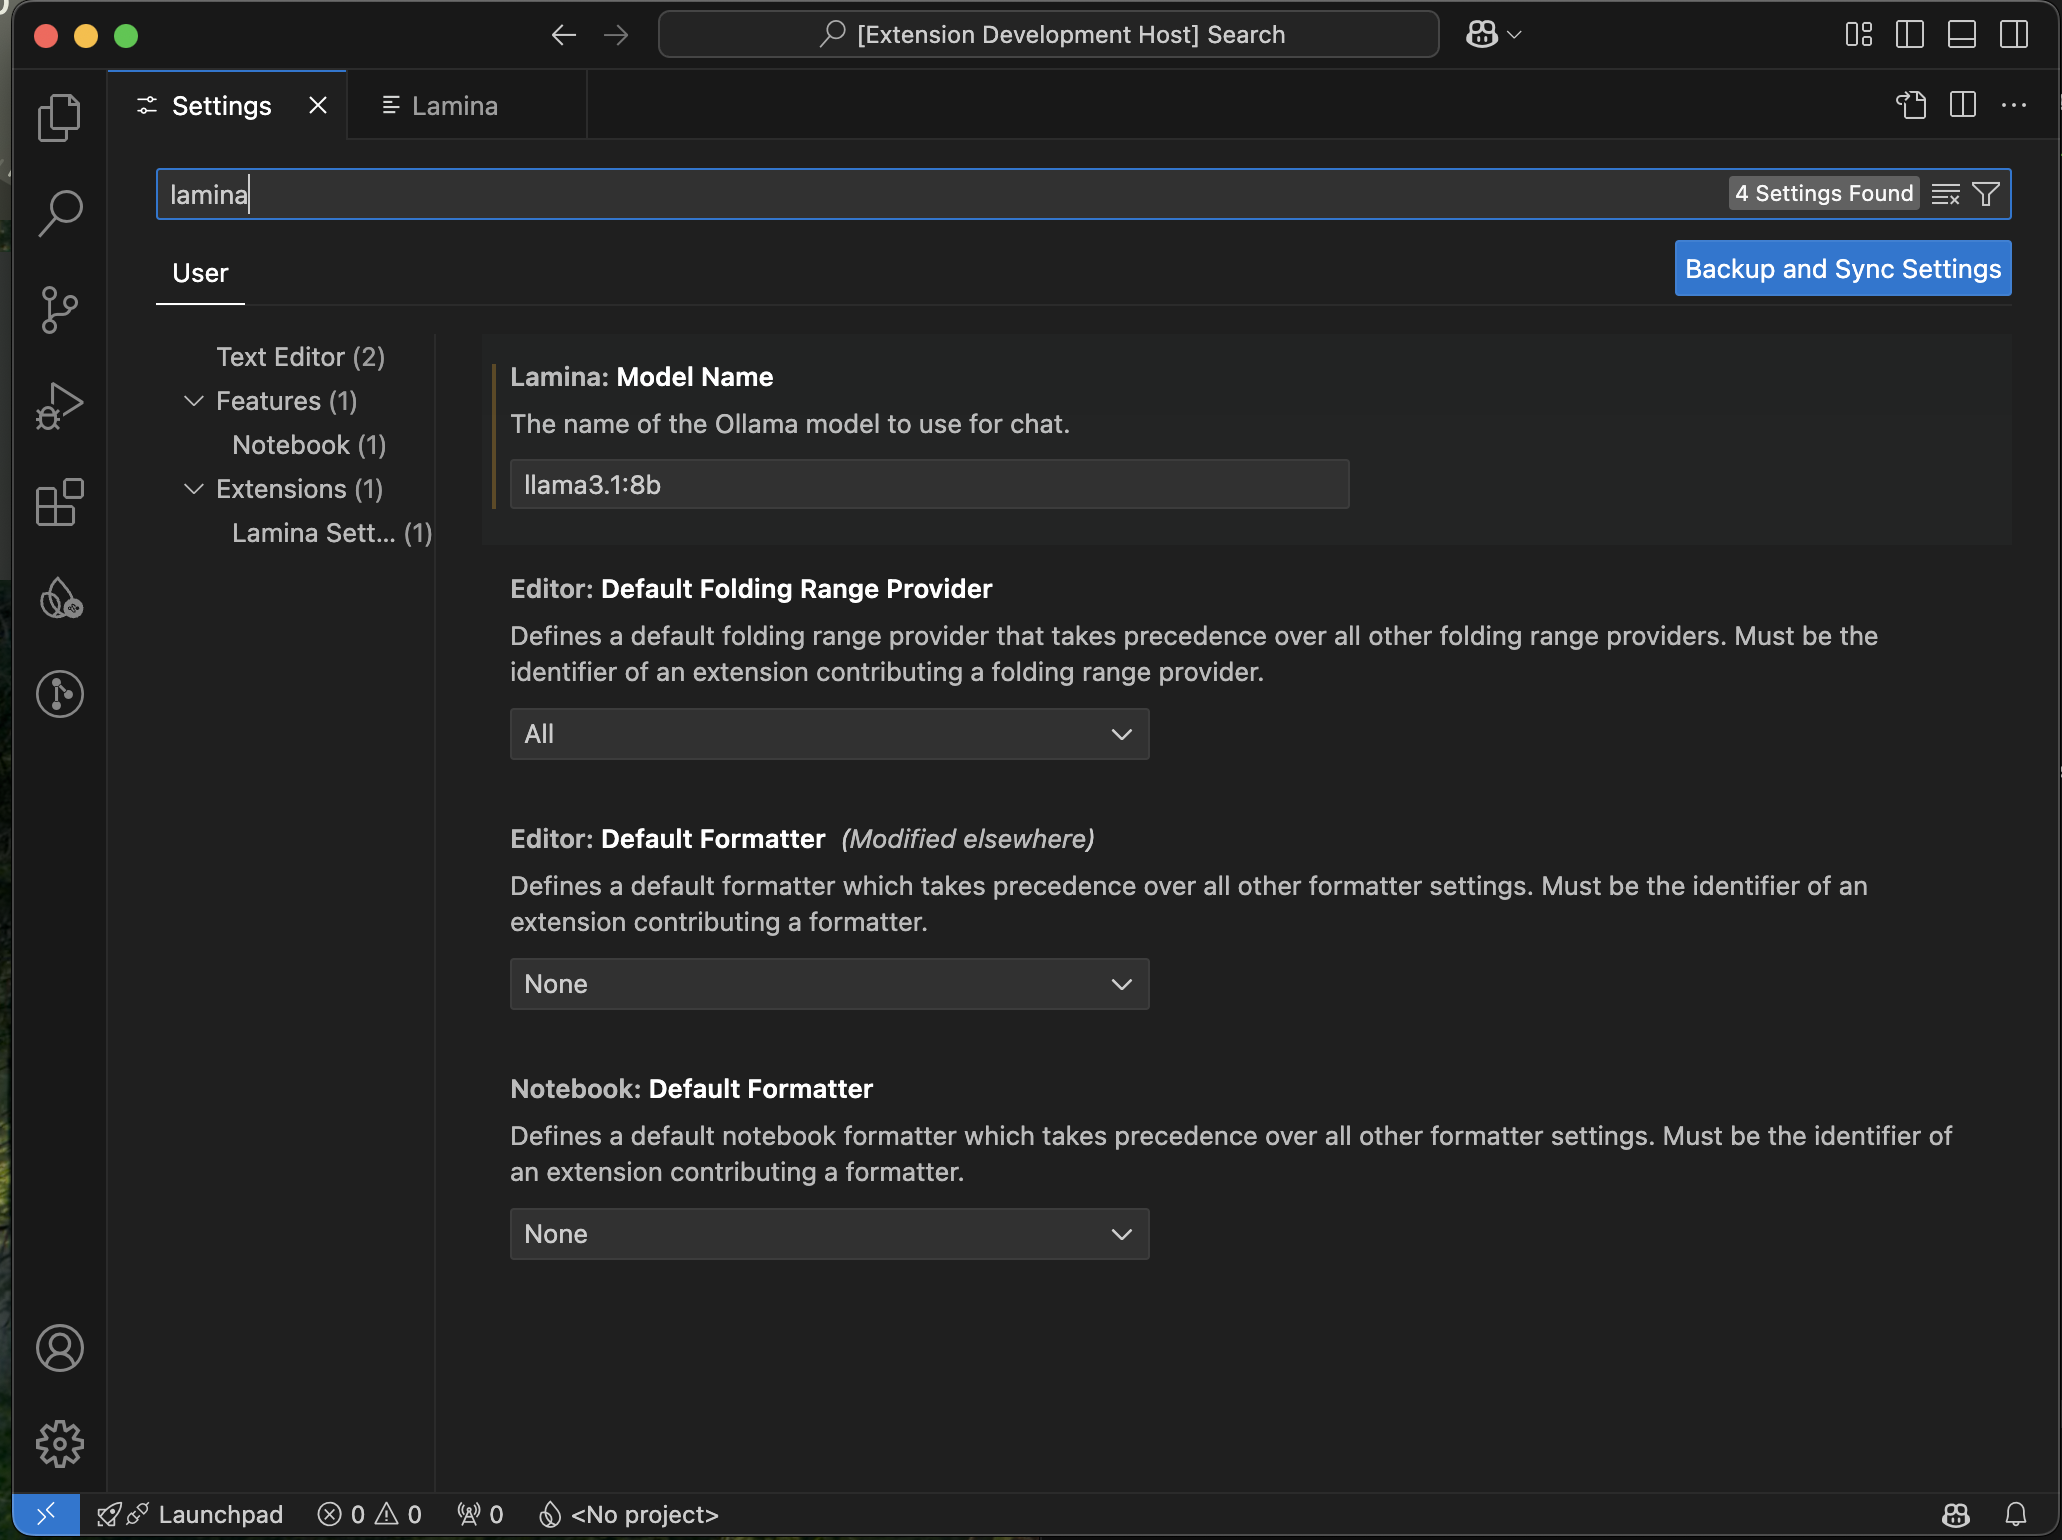 [Extension Development Host] Search
Settings
Lamina
lamina
4 Settings Found
User
Backup and Sync Settings
Text Editor (2)
Features (1)
Notebook (1)
Extensions (1)
Lamina Sett... (1)
Lamina: Model Name
The name of the Ollama model to use for chat.
llama3.1:8b
Editor: Default Folding Range Provider
Defines a default folding range provider that takes precedence over all other folding range providers. Must be the
identifier of an extension contributing a folding range provider.
All
Editor: Default Formatter (Modified elsewhere)
Defines a default formatter which takes precedence over all other formatter settings. Must be the identifier of an
extension contributing a formatter.
None
Notebook: Default Formatter
Defines a default notebook formatter which takes precedence over all other formatter settings. Must be the identifier of
an extension contributing a formatter.
None
Launchpad 0 0 0 <No project>